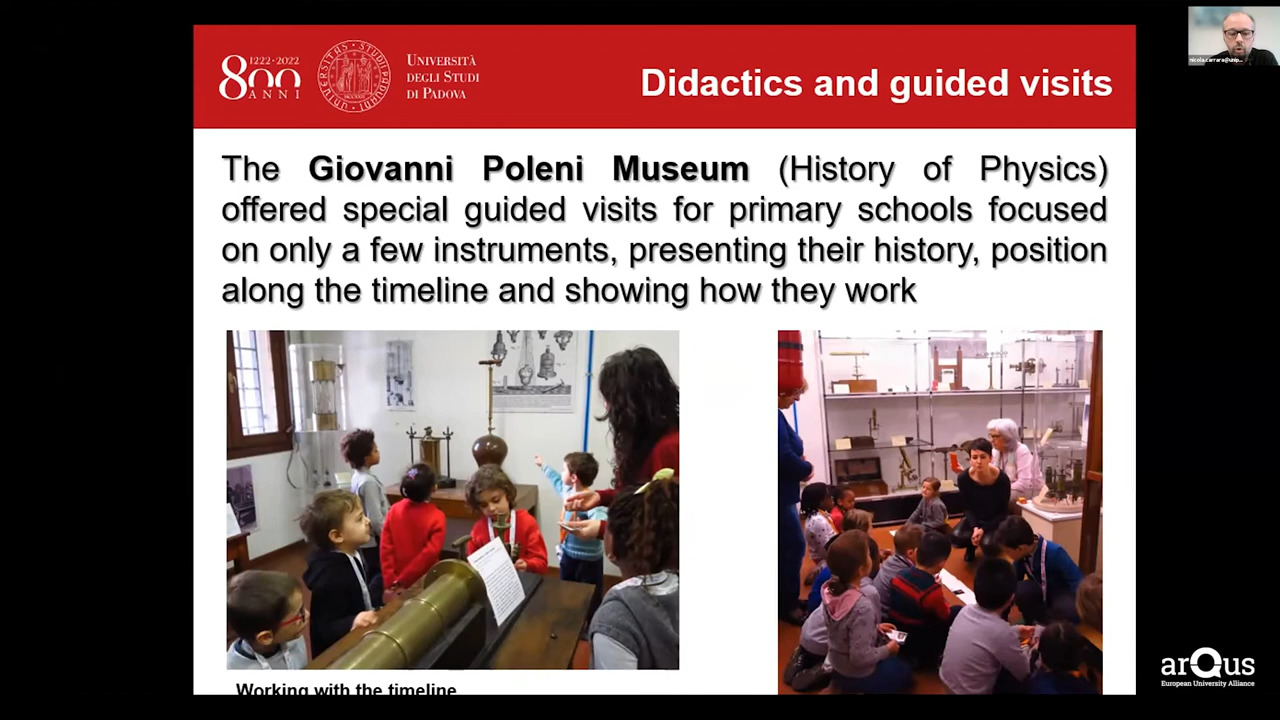 1222·2022
800
ANNI
UNIVERSITÀ
DEGLI STUDI
DI PADOVA
Didactics and guided visits
The Giovanni Poleni Museum (History of Physics)
offered special guided visits for primary schools focused
on only a few instruments, presenting their history, position
along the timeline and showing how they work
Working with the timeline
arQus
European University Alliance